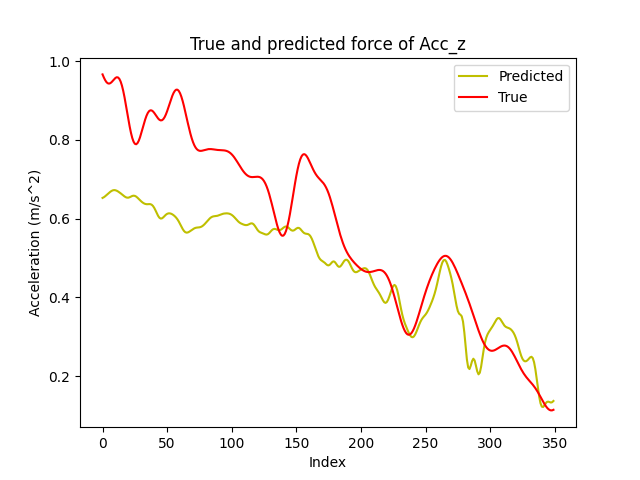 True and predicted force of Acc_z
Predicted
True
1.0
0.8
0.6
0.4
0.2
Acceleration (m/s^2)
0 50 100 150 200 250 300 350
Index